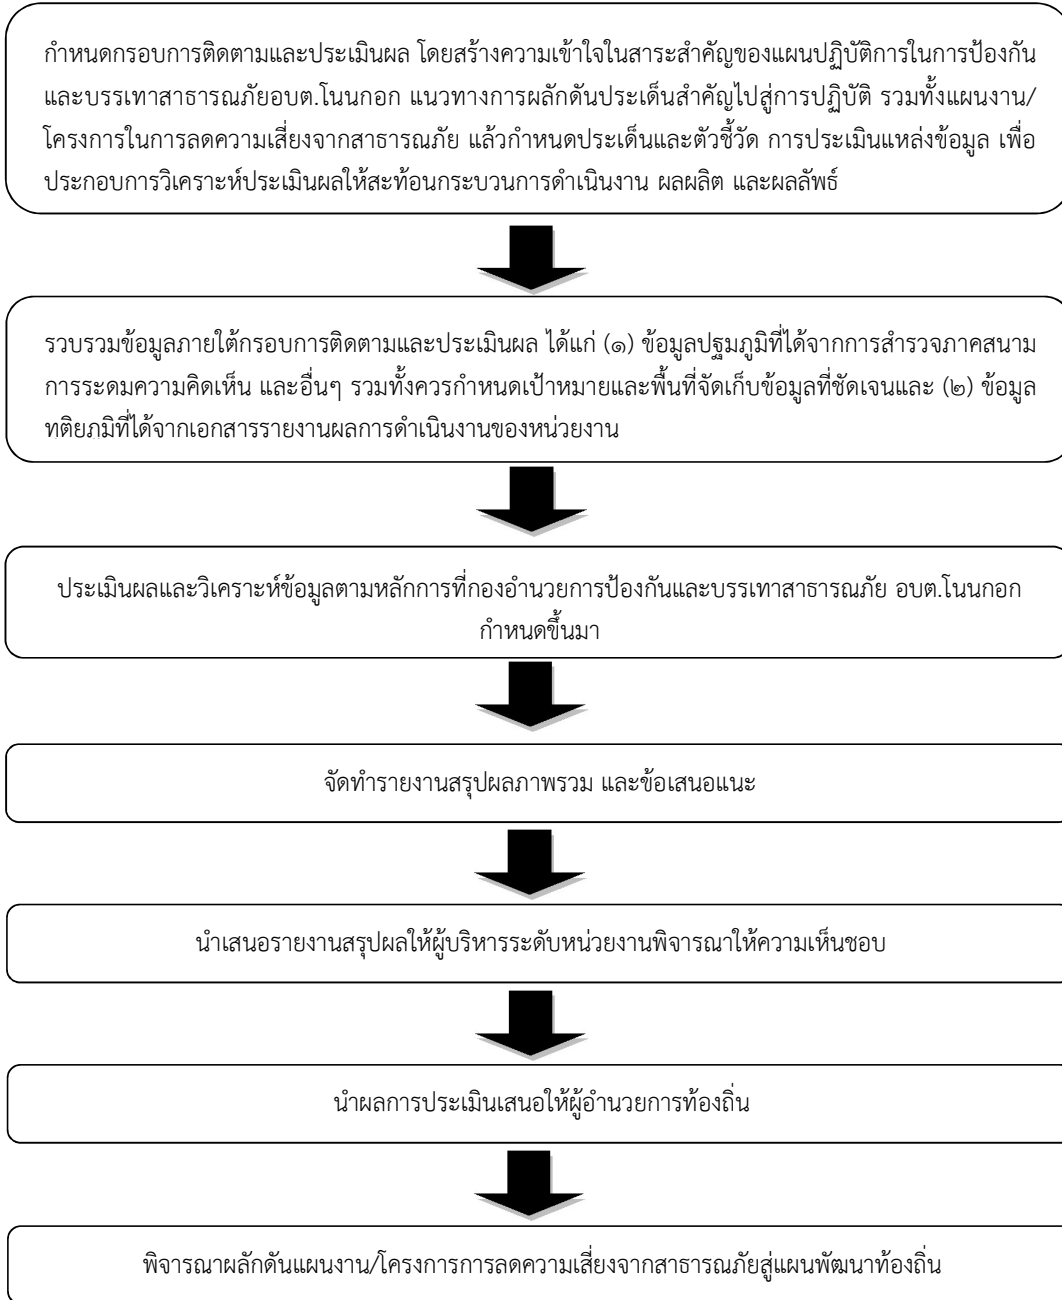 กำหนดกรอบการติดตามและประเมินผล โดยสร้างความเข้าใจในสาระสำคัญของแผนปฏิบัติการในการป้องกัน
และบรรเทาสาธารณภัยอบต.โนนกอก แนวทางการผลักดันประเด็นสำคัญไปสู่การปฏิบัติ รวมทั้งแผนงาน/
โครงการในการลดความเสี่ยงจากสาธารณภัย แล้วกำหนดประเด็นและตัวชี้วัด การประเมินแหล่งข้อมูล เพื่อ
ประกอบการวิเคราะห์ประเมินผลให้สะท้อนกระบวนการดำเนินงาน ผลผลิต และผลลัพธ์
รวบรวมข้อมูลภายใต้กรอบการติดตามและประเมินผล ได้แก่ (๑) ข้อมูลปฐมภูมิที่ได้จากการสำรวจภาคสนาม
การระดมความคิดเห็น และอื่นๆ รวมทั้งควรกำหนดเป้าหมายและพื้นที่จัดเก็บข้อมูลที่ชัดเจนและ (๒) ข้อมูล
ทติยภมิที่ได้จากเอกสารรายงานผลการดำเนินงานของหน่วยงาน
ประเมินผลและวิเคราะห์ข้อมูลตามหลักการที่กองอำนวยการป้องกันและบรรเทาสาธารณภัย อบต.โนนกอก
กำหนดขึ้นมา
จัดทำรายงานสรุปผลภาพรวม และข้อเสนอแนะ
นำเสนอรายงานสรุปผลให้ผู้บริหารระดับหน่วยงานพิจารณาให้ความเห็นชอบ
นำผลการประเมินเสนอให้ผู้อำนวยการท้องถิ่น
พิจารณาผลักดันแผนงาน/โครงการการลดความเสี่ยงจากสาธารณภัยสู่แผนพัฒนาท้องถิ่น